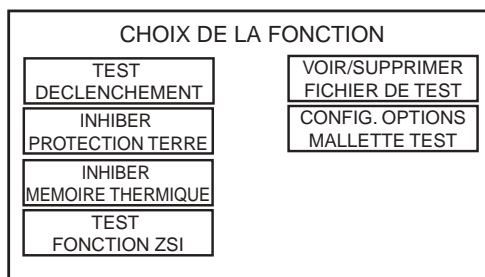 CHOIX DE LA FONCTION
TEST
DECLENCHEMENT
INHIBER
PROTECTION TERRE
INHIBER
MEMOIRE THERMIQUE
TEST
FONCTION ZSI
VOIR/SUPPRIMER
FICHIER DE TEST
CONFIG. OPTIONS
MALLETTE TEST